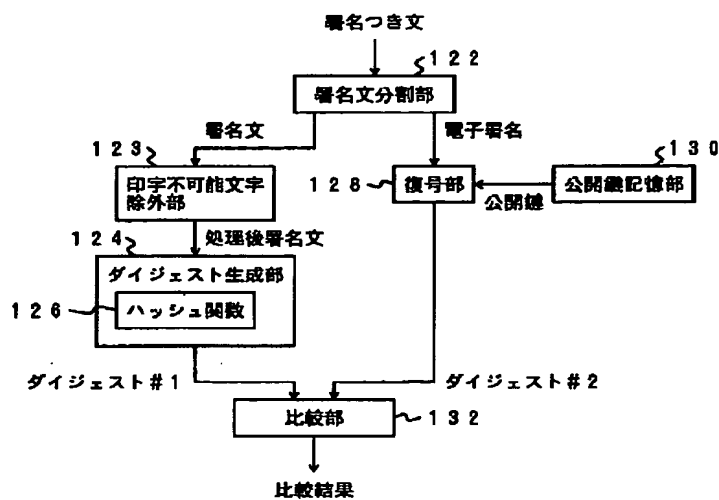 署名つき文
122
署名文分割部
署名文
電子署名
123
130
印字不可能文字
除外部
128
復号部
公開鍵
公開鍵記憶部
124
処理後署名文
ダイジェスト生成部
126
ハッシュ関数
ダイジェスト#1
ダイジェスト#2
比較部
132
比較結果